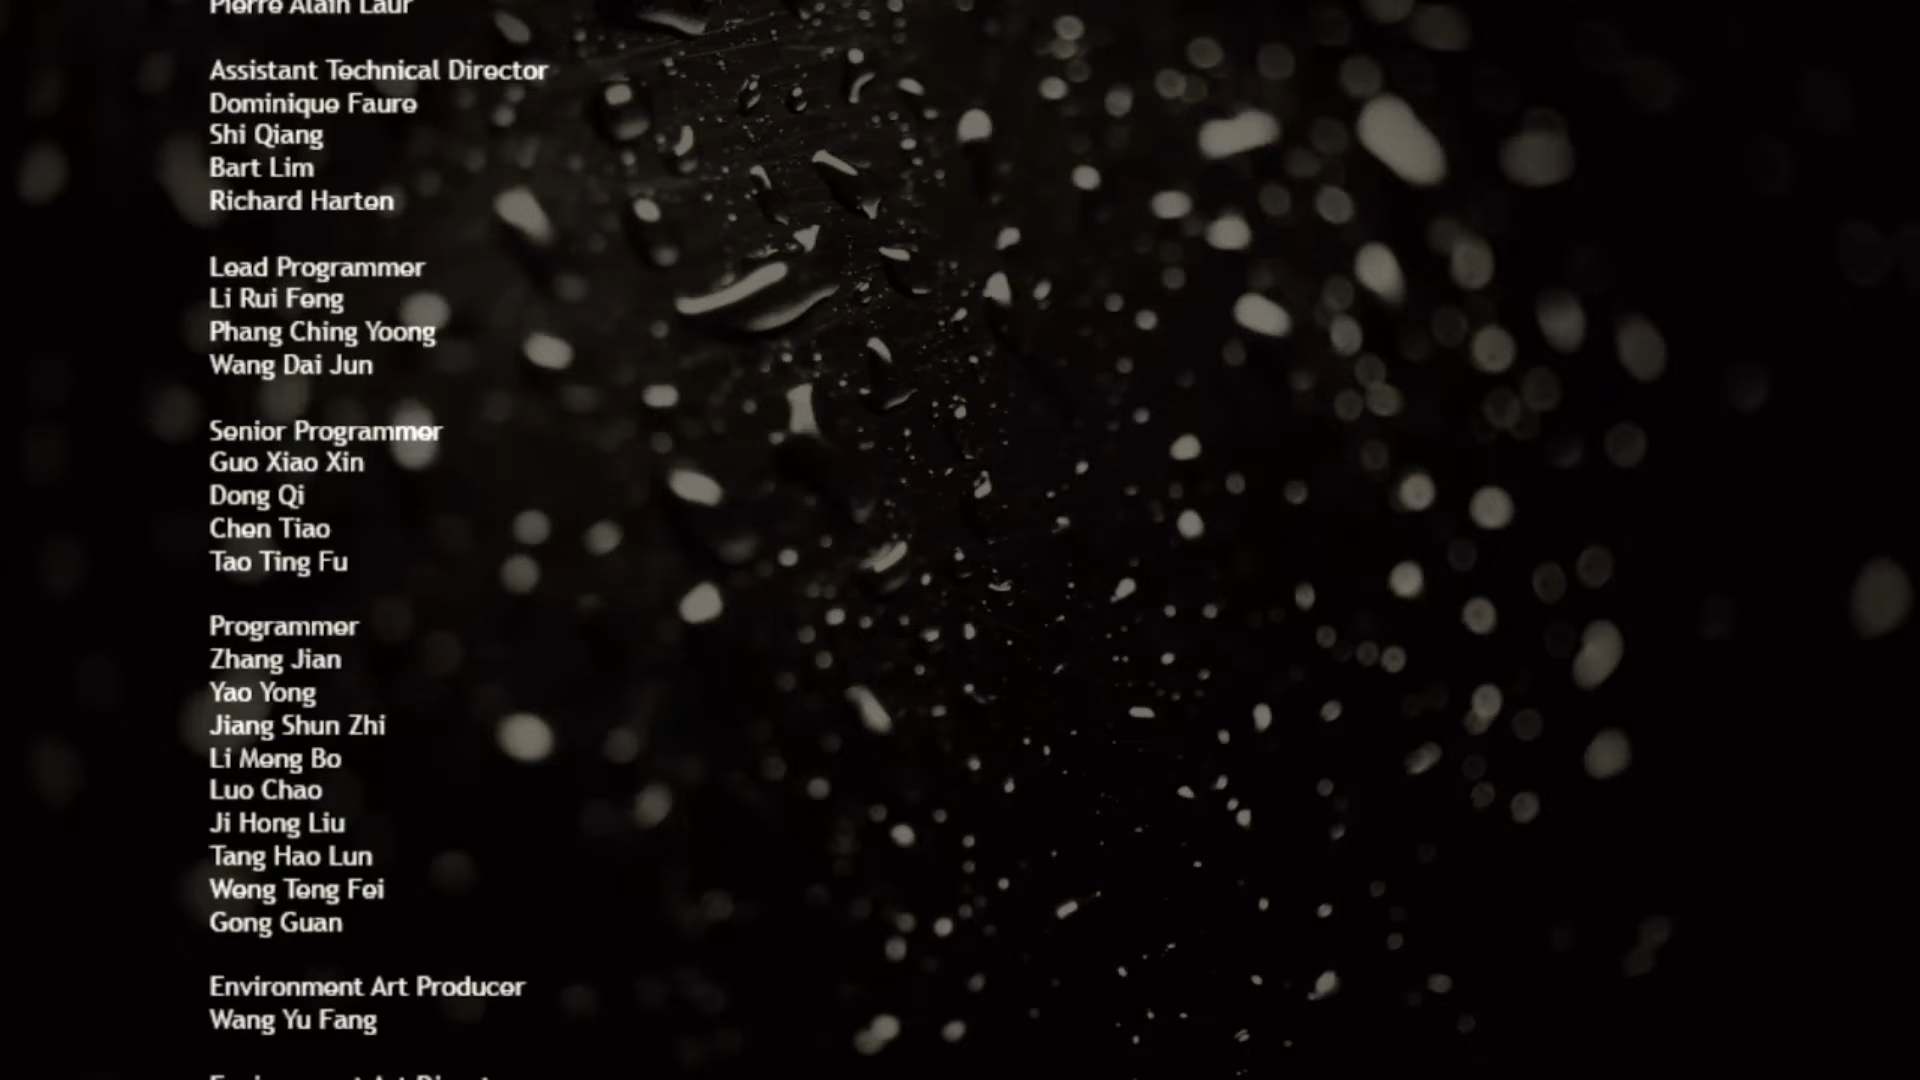 Pierre Alain Laur
Assistant Technical Director
Dominique Faure
Shi Qiang
Bart Lim
Richard Harten
Lead Programmer
Li Rui Feng
Phang Ching Yoong
Wang Dai Jun
Senior Programmer
Guo Xiao Xin
Dong Qi
Chen Tiao
Tao Ting Fu
Programmer
Zhang Jian
Yao Yong
Jiang Shun Zhi
Li Meng Bo
Luo Chao
Ji Hong Liu
Tang Hao Lun
Weng Teng Fei
Gong Guan
Environment Art Producer
Wang Yu Fang